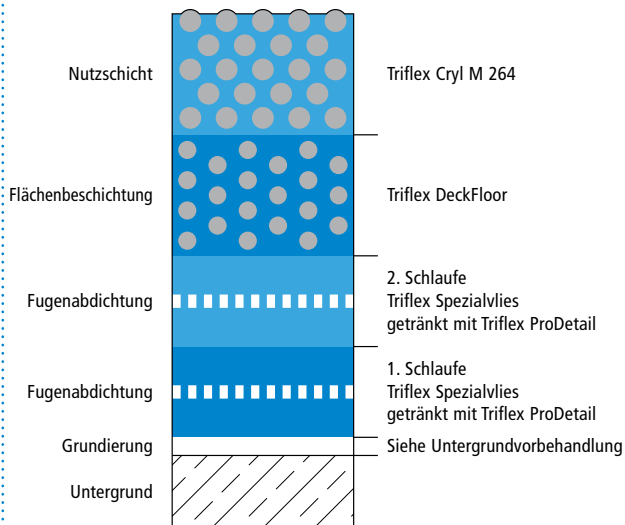 Nutzschicht
Triflex Cryl M 264
Flächenbeschichtung
Triflex DeckFloor
Fugenabdichtung
2. Schlaufe
Triflex Spezialvlies
getränkt mit Triflex ProDetail
Fugenabdichtung
1. Schlaufe
Triflex Spezialvlies
getränkt mit Triflex ProDetail
Grundierung
Siehe Untergrundvorbehandlung
Untergrund